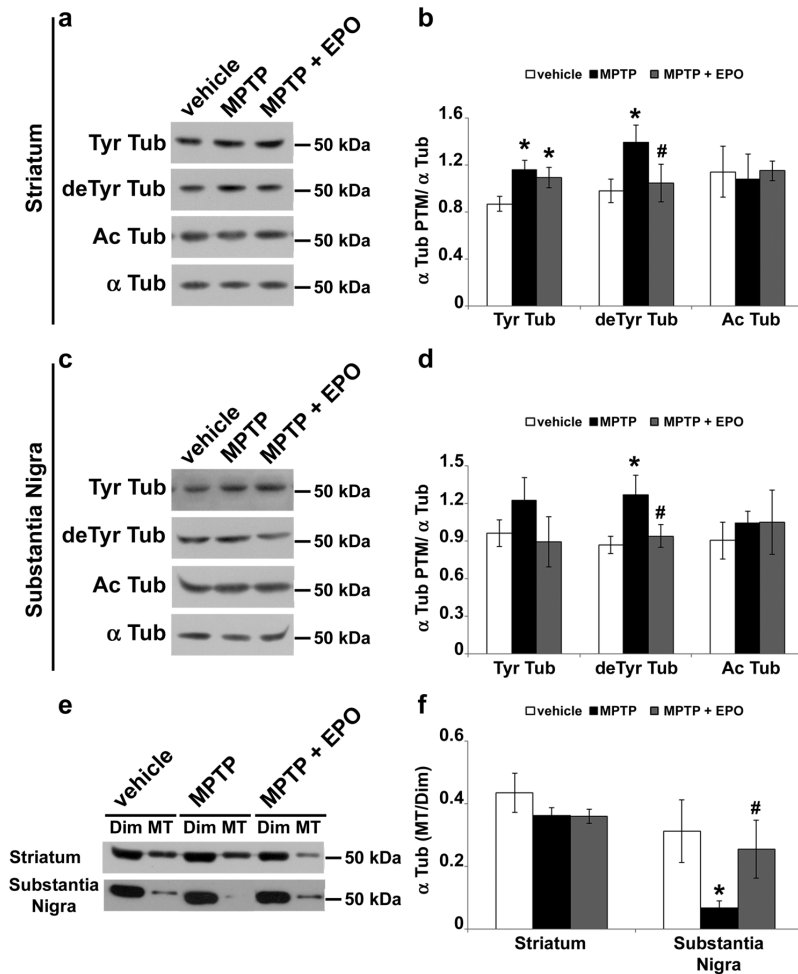 a
vehicle MPTP MPTP + EPO
Striatum
Tyr Tub 50 kDa
deTyr Tub 50 kDa
Ac Tub 50 kDa
α Tub 50 kDa
b
vehicle MPTP MPTP + EPO
α Tub PTM/ α Tub
1.6
1.2
0.8
0.4
0
* * * #
Tyr Tub deTyr Tub Ac Tub
c
vehicle MPTP MPTP + EPO
Substantia Nigra
Tyr Tub 50 kDa
deTyr Tub 50 kDa
Ac Tub 50 kDa
α Tub 50 kDa
d
vehicle MPTP MPTP + EPO
α Tub PTM/ α Tub
1.5
1.2
0.9
0.6
0.3
0
* #
Tyr Tub deTyr Tub Ac Tub
e
vehicle MPTP MPTP + EPO
Dim MT Dim MT Dim MT
Striatum 50 kDa
Substantia
Nigra 50 kDa
f
vehicle MPTP MPTP + EPO
α Tub (MT/Dim)
0.6
0.4
0.2
0
* #
Striatum Substantia
Nigra